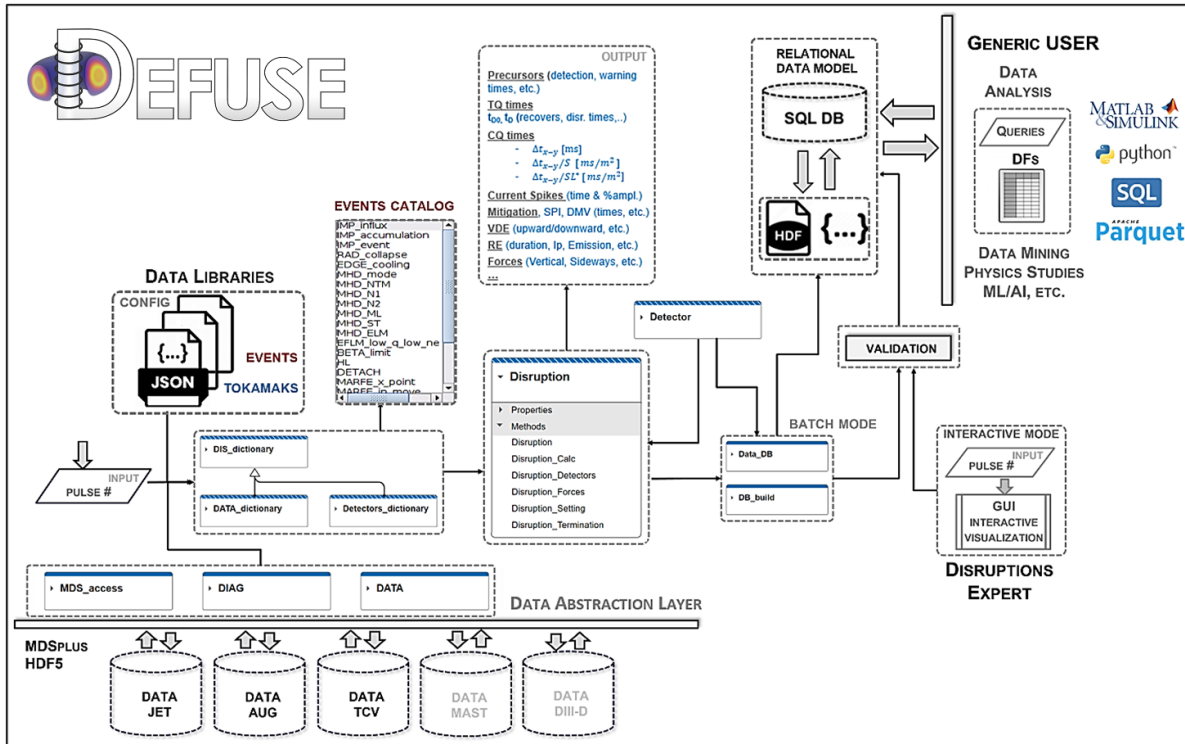 DEFUSE
OUTPUT
Precursors (detection, warning
times, etc.)
TQ times
t00, tD (recovers, disr. times,..)
CQ times
- Δtx−y [ms]
- Δtx−y/S [ms/m²]
- Δtx−y/SL* [ms/m²]
Current Spikes (time & %ampl.)
Mitigation, SPI, DMV (times, etc.)
VDE (upward/downward, etc.)
RE (duration, Ip, Emission, etc.)
Forces (Vertical, Sideways, etc.)
...
RELATIONAL
DATA MODEL
SQL DB
HDF
{...}
GENERIC USER
DATA
ANALYSIS
QUERIES
DFs
DATA MINING
PHYSICS STUDIES
ML/AI, ETC.
MATLAB
&SIMULINK
python™
SQL
APACHE
Parquet
EVENTS CATALOG
IMP_influx
IMP_accumulation
IMP_event
RAD_collapse
EDGE_cooling
MHD_mode
MHD_NTM
MHD_N1
MHD_N2
MHD_ML
MHD_ST
MHD_ELM
EFLM_low_q_low_ne
BETA_limit
HL
DETACH
MARFE_x_point
MARFE_in_move
DATA LIBRARIES
CONFIG
{...}
JSON
EVENTS
TOKAMAKS
INPUT
PULSE #
DIS_dictionary
DATA_dictionary
Detectors_dictionary
Disruption
Properties
Methods
Disruption
Disruption_Calc
Disruption_Detectors
Disruption_Forces
Disruption_Setting
Disruption_Termination
Detector
BATCH MODE
Data_DB
DB_build
VALIDATION
INTERACTIVE MODE
INPUT
PULSE #
GUI
INTERACTIVE
VISUALIZATION
DISRUPTIONS
EXPERT
MDS_access
DIAG
DATA
DATA ABSTRACTION LAYER
MDSPLUS
HDF5
DATA
JET
DATA
AUG
DATA
TCV
DATA
MAST
DATA
DIII-D